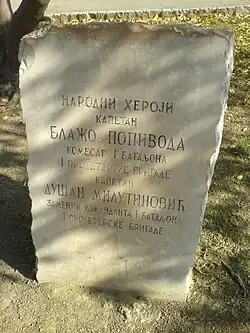 НАРОДНИ ХЕРОЈИ
КАПЕТАН
БЛАЖО ПОПИВОДА
КОМЕСАР I БАТАЉОНА
I ПРОЛЕТЕРСКЕ БРИГАДЕ
КАПЕТАН
ДУШАН МИЛУТИНОВИЋ
ЗАМЕНИК КОМАНДАНТА I БАТАЉОНА
I ПРОЛЕТЕРСКЕ БРИГАДЕ